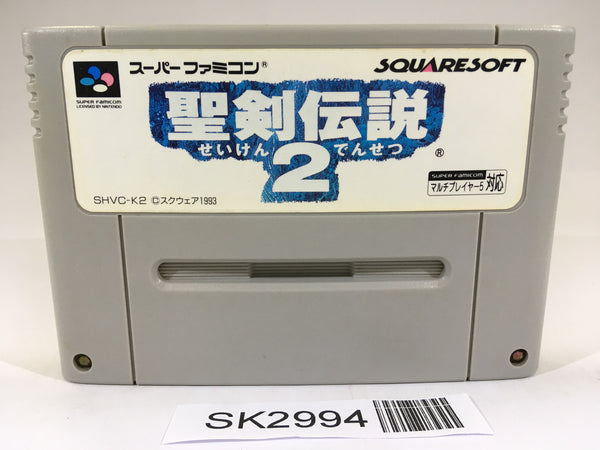 スーパーファミコン®
SQUARESOFT
SUPER FAMICOM
LICENSED BY NINTENDO
聖剣伝説
せいけん でんせつ
2
®
SHVC-K2 ©スクウェア1993
SUPER FAMICOM
マルチプレイヤー5 対応
SK2994